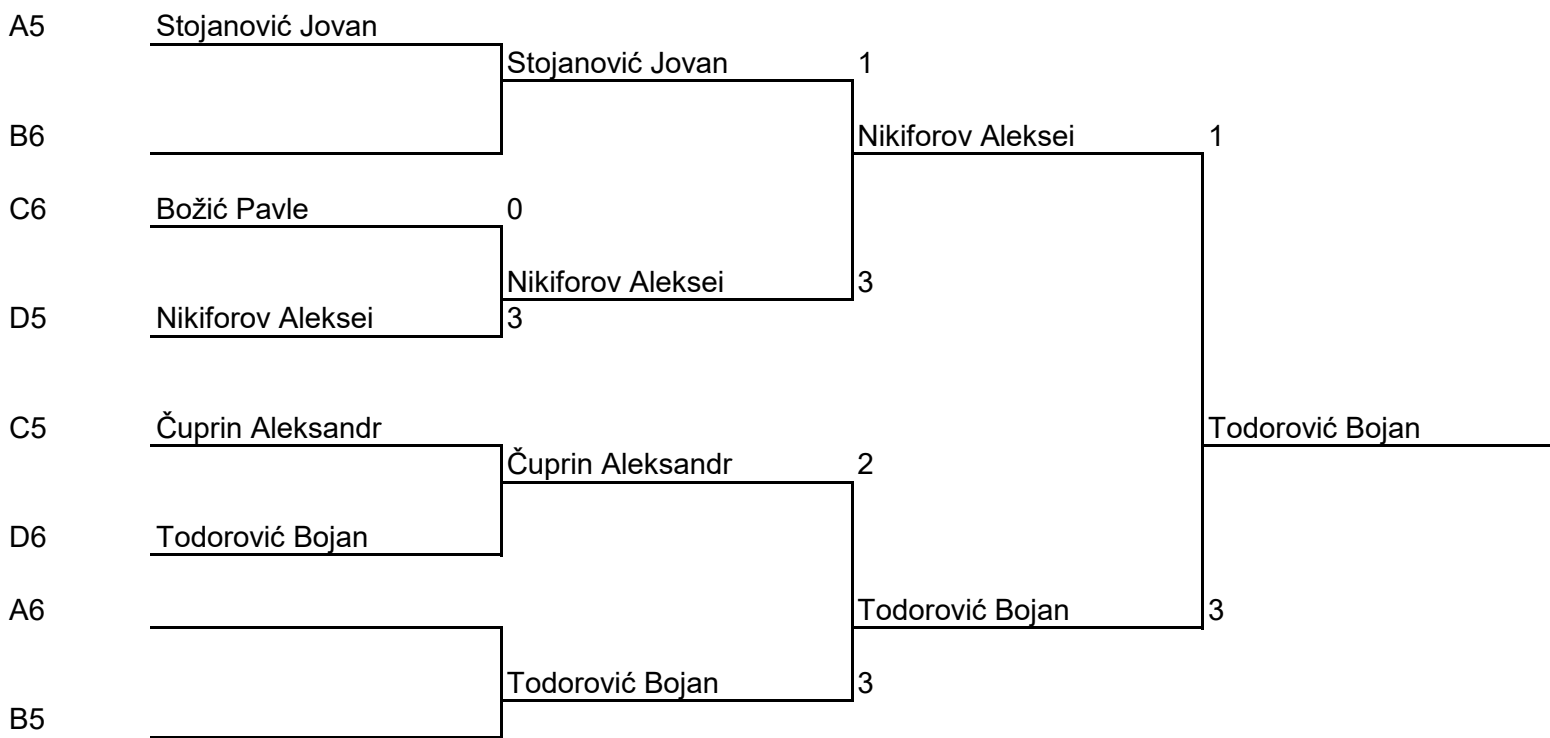 A5 Stojanović Jovan
Stojanović Jovan 1
B6 Nikiforov Aleksei 1
C6 Božić Pavle 0
Nikiforov Aleksei 3
D5 Nikiforov Aleksei 3
C5 Čuprin Aleksandr Todorović Bojan
Čuprin Aleksandr 2
D6 Todorović Bojan
A6 Todorović Bojan 3
Todorović Bojan 3
B5